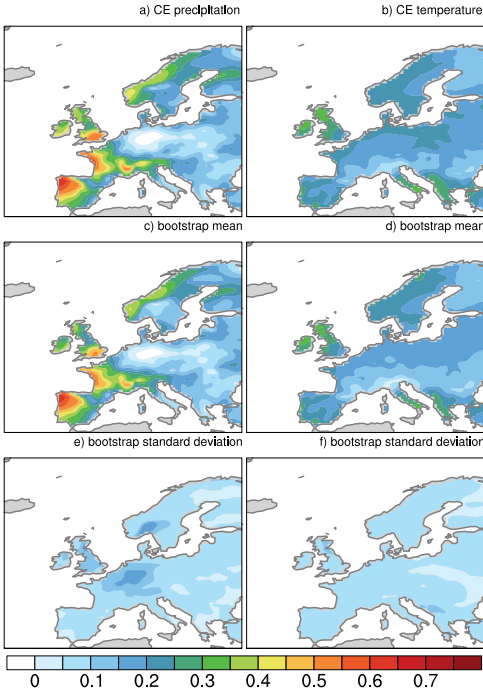 a) CE precipitation
b) CE temperature
c) bootstrap mean
d) bootstrap mean
e) bootstrap standard deviation
f) bootstrap standard deviation
0 0.1 0.2 0.3 0.4 0.5 0.6 0.7